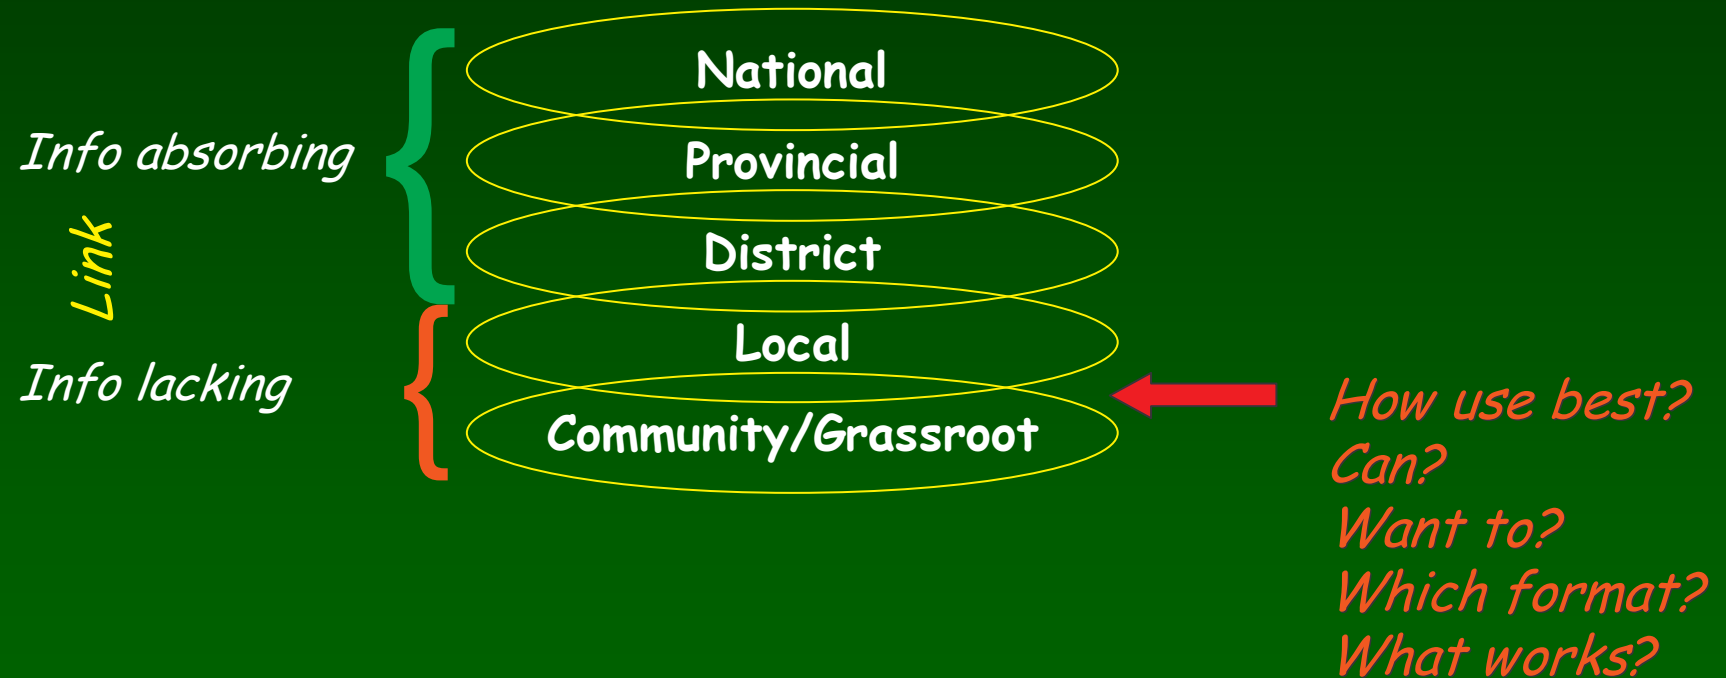 National
Info absorbing
Provincial
Link
District
Local
Info lacking
Community/Grassroot
How use best?
Can?
Want to?
Which format?
What works?